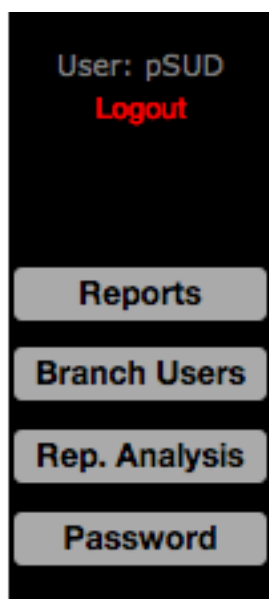 User: pSUD
Logout
Reports
Branch Users
Rep. Analysis
Password